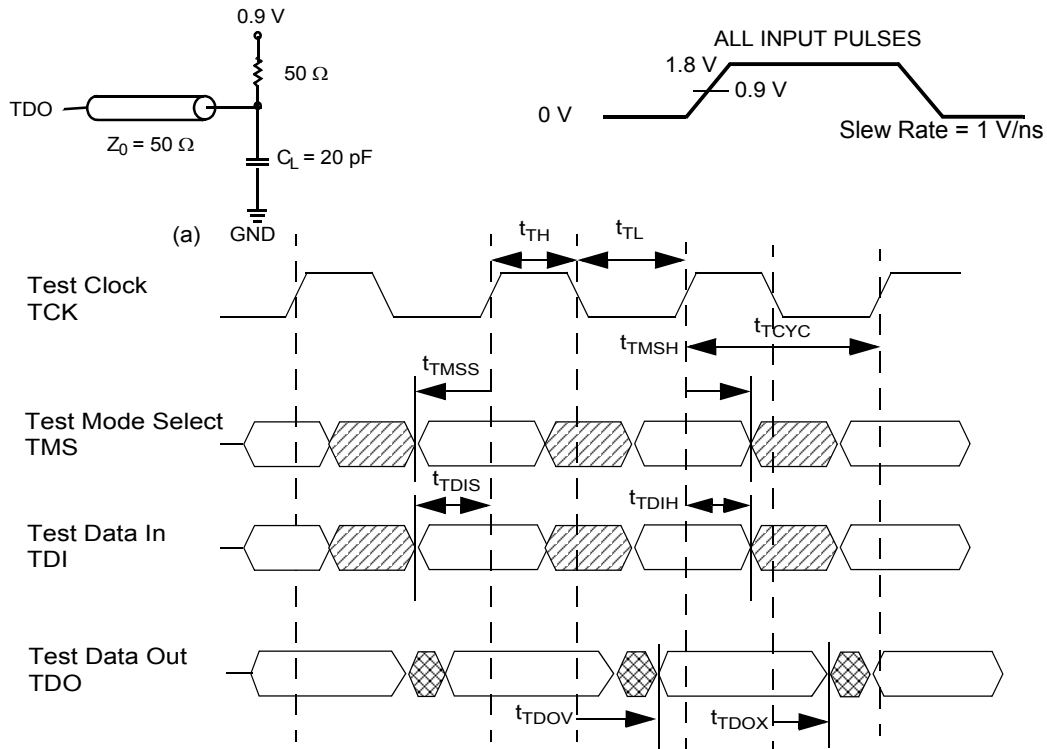 0.9 V
50 Ω
TDO
Z0 = 50 Ω
CL = 20 pF
(a) GND
ALL INPUT PULSES
1.8 V
0.9 V
0 V
Slew Rate = 1 V/ns
tTH
tTL
Test Clock
TCK
tTCYC
tTMSH
tTMSS
Test Mode Select
TMS
tTDIS
tTDIH
Test Data In
TDI
Test Data Out
TDO
tTDOV
tTDOX